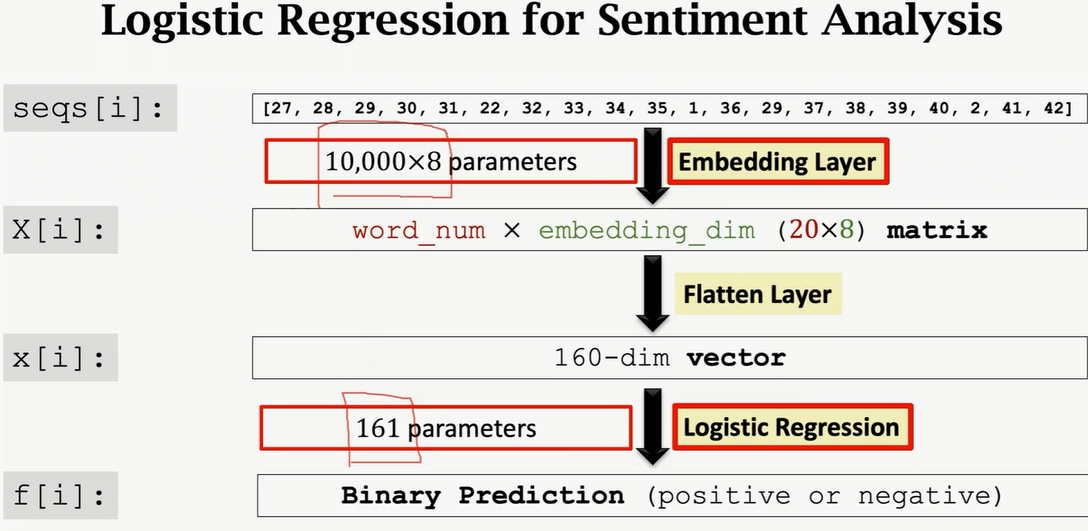 Logistic Regression for Sentiment Analysis
seqs[i]: [27, 28, 29, 30, 31, 22, 32, 33, 34, 35, 1, 36, 29, 37, 38, 39, 40, 2, 41, 42]
10,000×8 parameters Embedding Layer
X[i]: word_num × embedding_dim (20×8) matrix
Flatten Layer
x[i]: 160-dim vector
161 parameters Logistic Regression
f[i]: Binary Prediction (positive or negative)